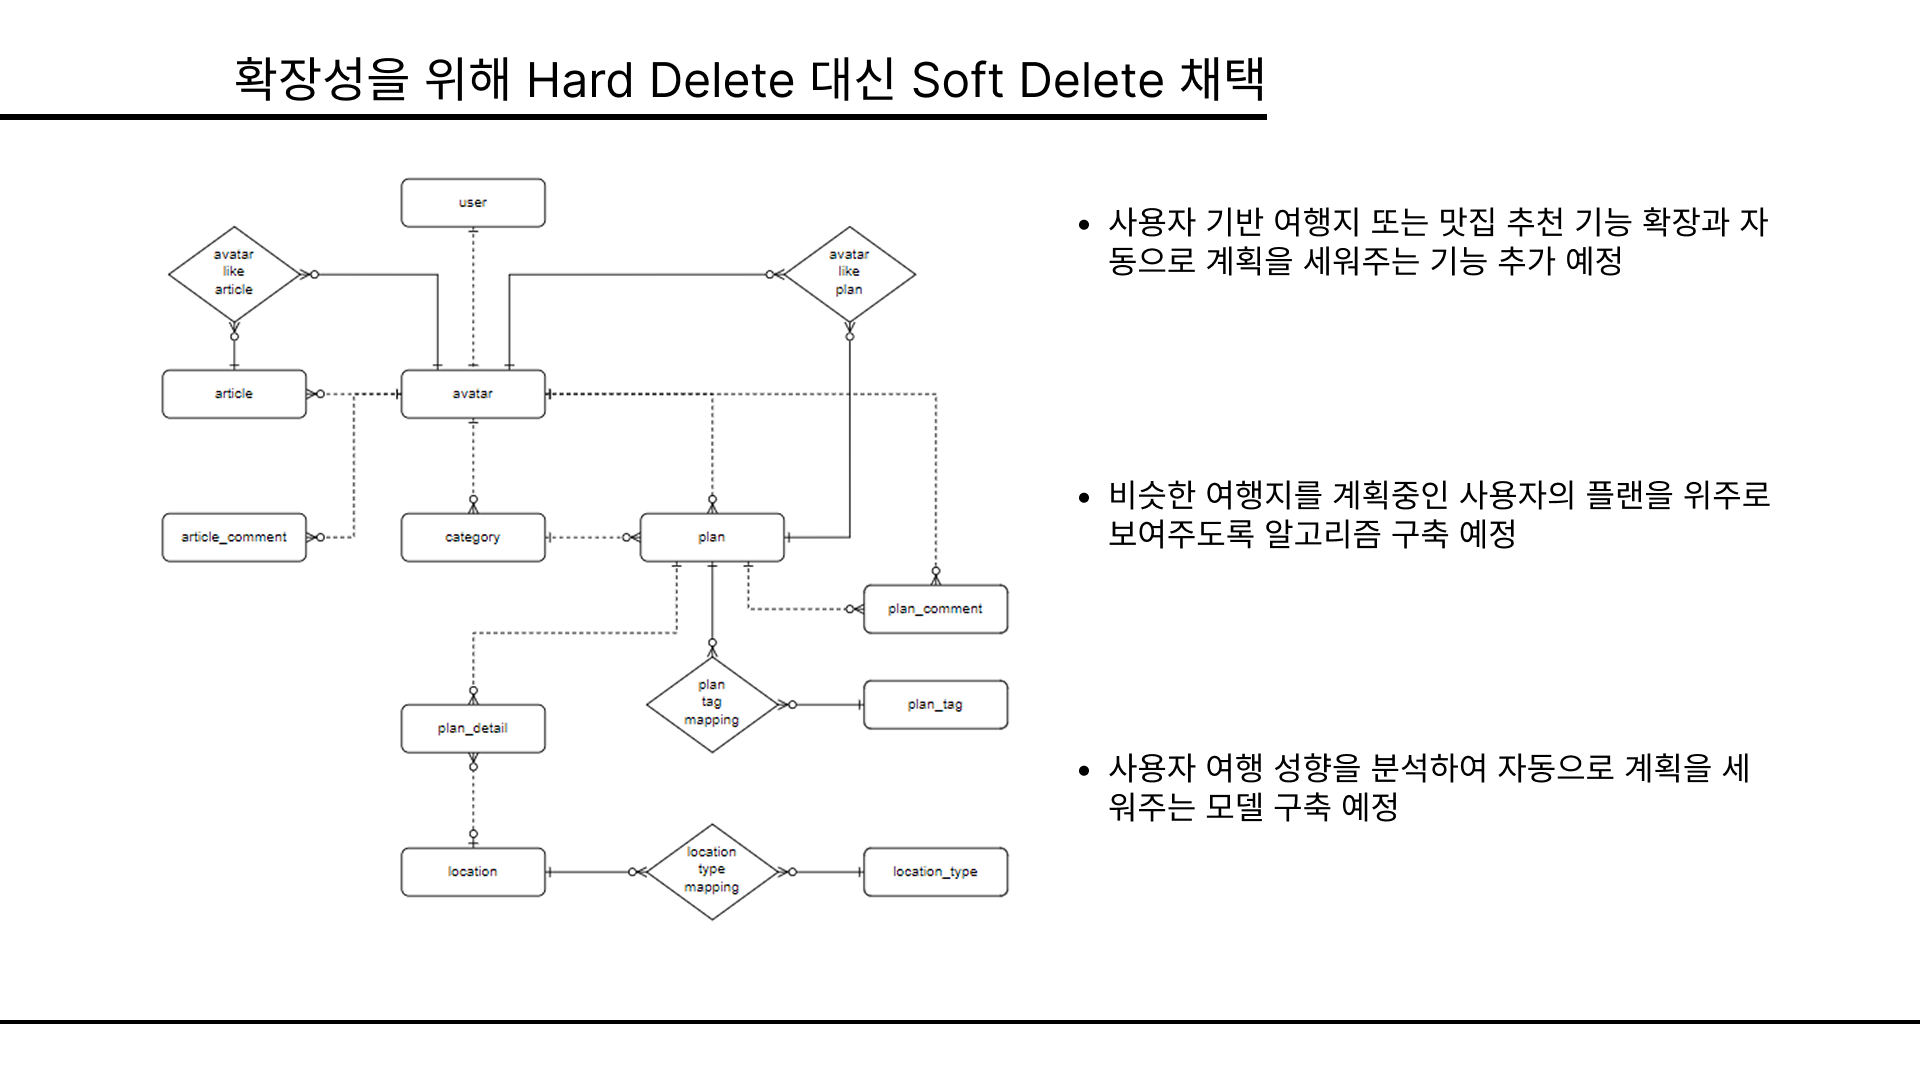 확장성을 위해 Hard Delete 대신 Soft Delete 채택
user
avatar
like
article
avatar
like
plan
article
avatar
article_comment
category
plan
plan_comment
plan
tag
mapping
plan_tag
plan_detail
location
type
mapping
location
location_type
• 사용자 기반 여행지 또는 맛집 추천 기능 확장과 자
동으로 계획을 세워주는 기능 추가 예정
• 비슷한 여행지를 계획중인 사용자의 플랜을 위주로
보여주도록 알고리즘 구축 예정
• 사용자 여행 성향을 분석하여 자동으로 계획을 세
워주는 모델 구축 예정